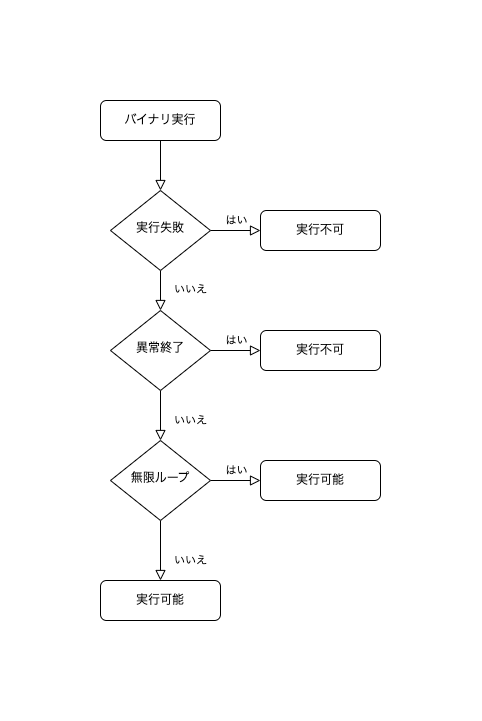 バイナリ実行
実行失敗
はい
実行不可
いいえ
異常終了
はい
実行不可
いいえ
無限ループ
はい
実行可能
いいえ
実行可能